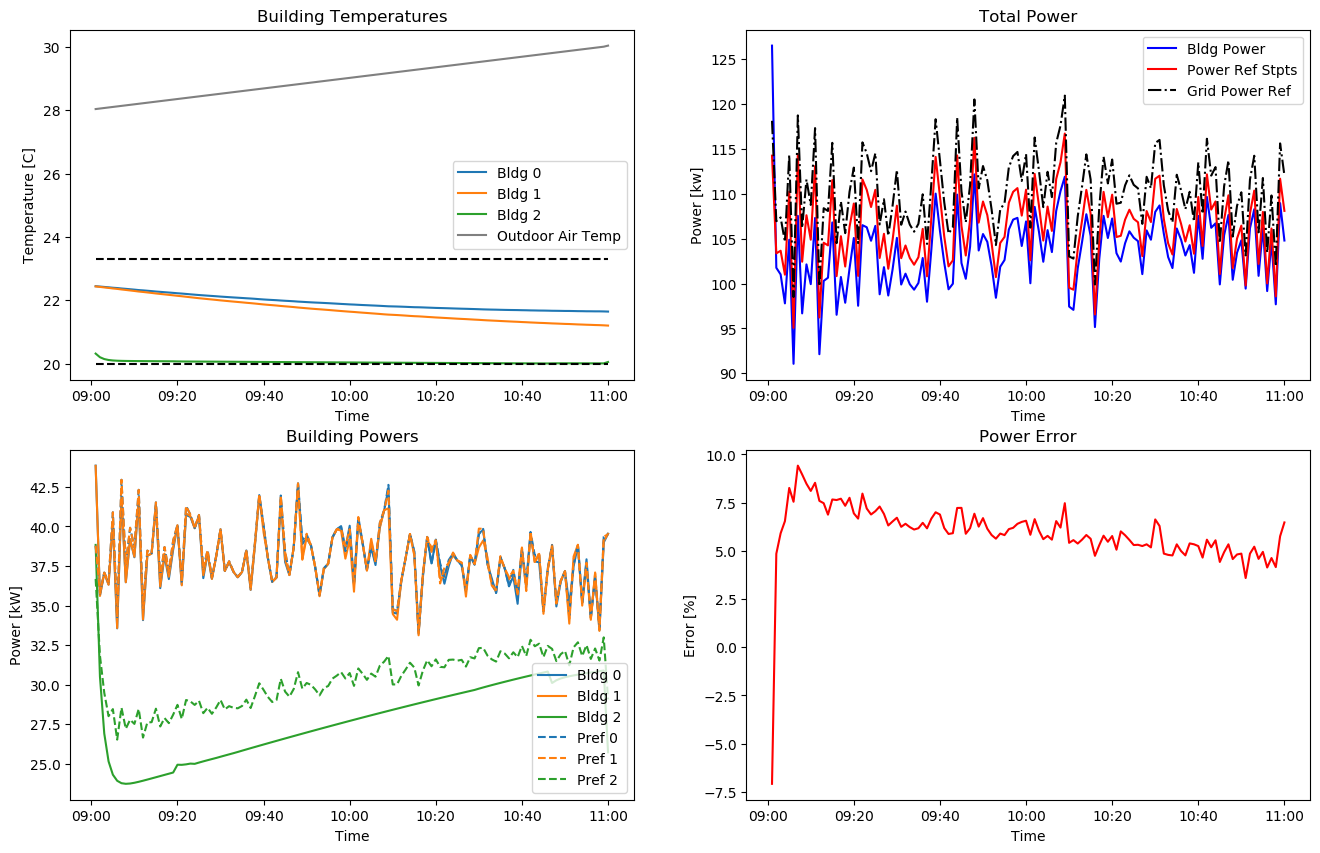 Building Temperatures
30
28
26
24
22
20
Temperature [C]
Bldg 0
Bldg 1
Bldg 2
Outdoor Air Temp
09:00 09:20 09:40 10:00 10:20 10:40 11:00
Time
Total Power
125
120
115
110
105
100
95
90
Power [kw]
Bldg Power
Power Ref Stpts
Grid Power Ref
09:00 09:20 09:40 10:00 10:20 10:40 11:00
Time
Building Powers
42.5
40.0
37.5
35.0
32.5
30.0
27.5
25.0
Power [kW]
Bldg 0
Bldg 1
Bldg 2
Pref 0
Pref 1
Pref 2
09:00 09:20 09:40 10:00 10:20 10:40 11:00
Time
Power Error
10.0
7.5
5.0
2.5
0.0
−2.5
−5.0
−7.5
Error [%]
09:00 09:20 09:40 10:00 10:20 10:40 11:00
Time